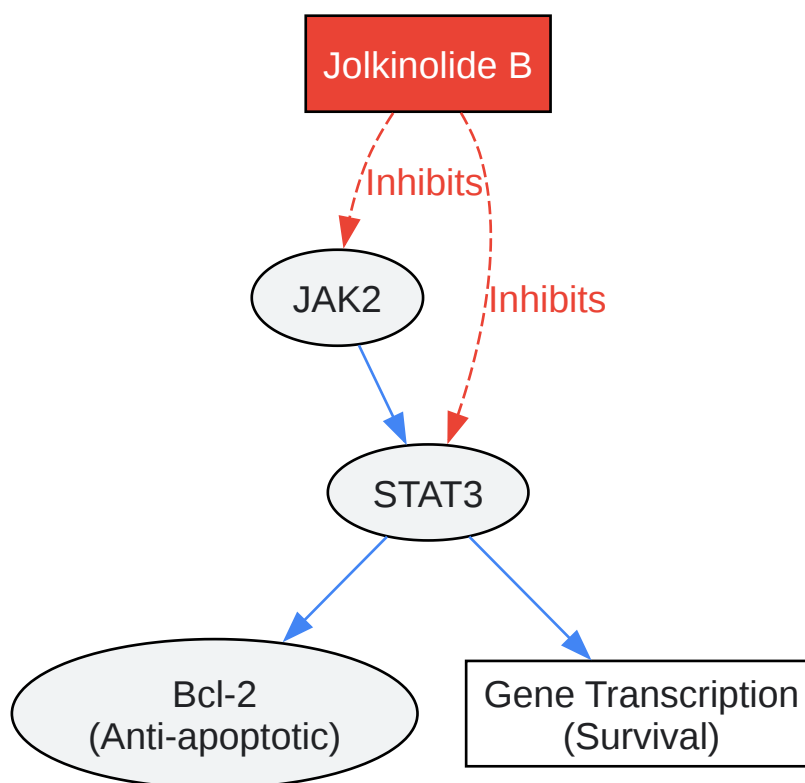 Jolkinolide B
Inhibits
JAK2
Inhibits
STAT3
Bcl-2
(Anti-apoptotic)
Gene Transcription
(Survival)